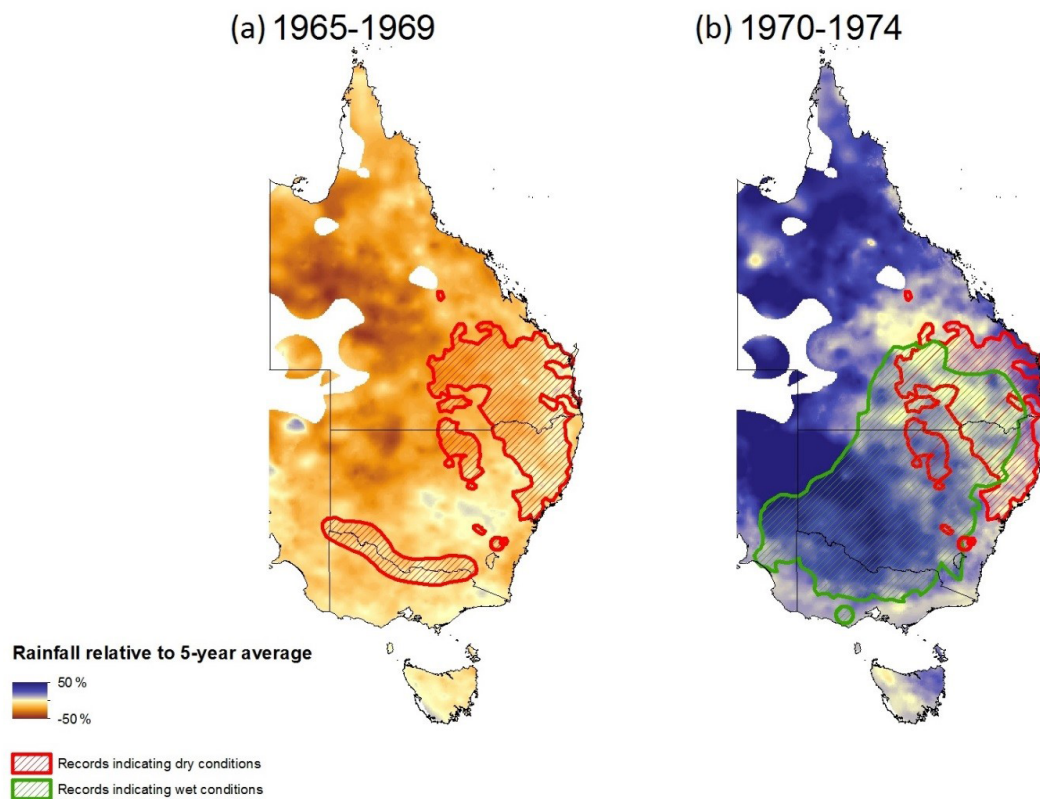 (a) 1965-1969
(b) 1970-1974
Rainfall relative to 5-year average
50 %
-50 %
Records indicating dry conditions
Records indicating wet conditions